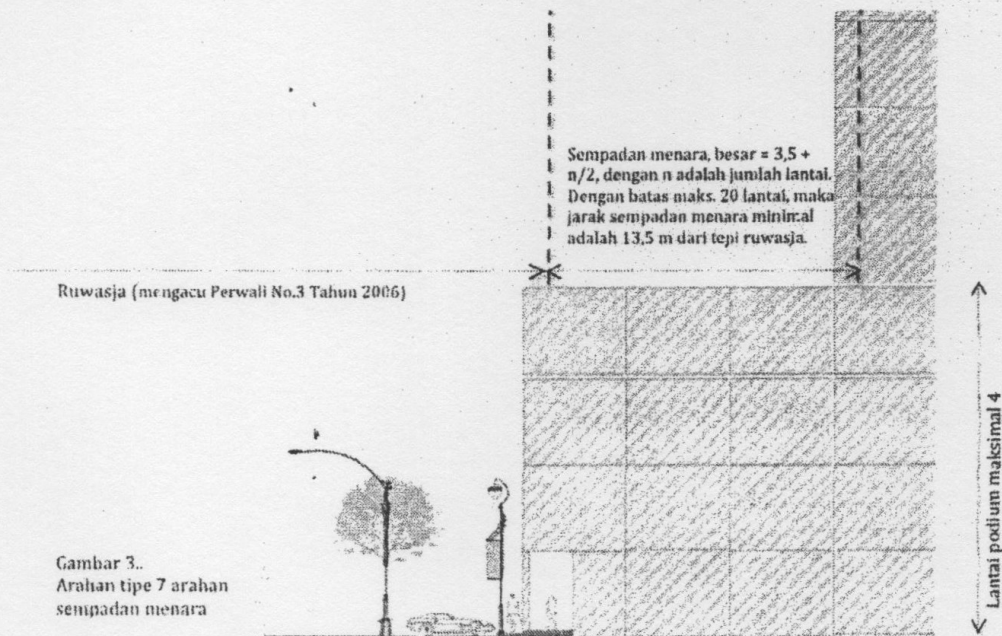 Sempadan menara, besar = 3,5 +
n/2, dengan n adalah jumlah lantai.
Dengan batas maks. 20 lantai, maka
jarak sempadan menara minimal
adalah 13,5 m dari tepi ruwasja.
Ruwasja (mengacu Perwali No.3 Tahun 2006)
Lantai podium maksimal 4
Gambar 3..
Arahan tipe 7 arahan
sempadan menara